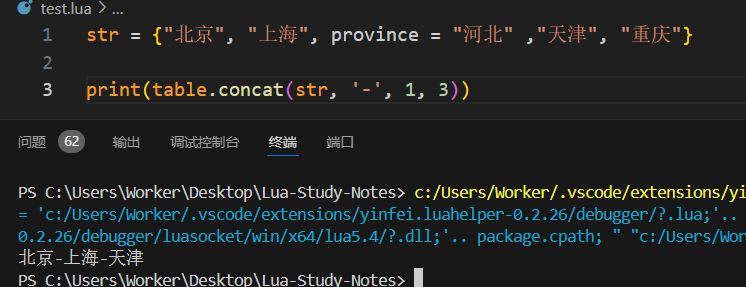 test.lua > ...
1 str = {"北京", "上海", province = "河北" ,"天津", "重庆"}
2
3 print(table.concat(str, '-', 1, 3))
问题 62 输出 调试控制台 终端 端口
PS C:\Users\Worker\Desktop\Lua-Study-Notes> c:/Users/Worker/.vscode/extensions/yi
= 'c:/Users/Worker/.vscode/extensions/yinfei.luahelper-0.2.26/debugger/?.lua;'..
0.2.26/debugger/luasocket/win/x64/lua5.4/?.dll;'.. package.cpath; " "c:/Users/Wor
北京-上海-天津
PS C:\Users\Worker\Desktop\Lua-Study-Notes>